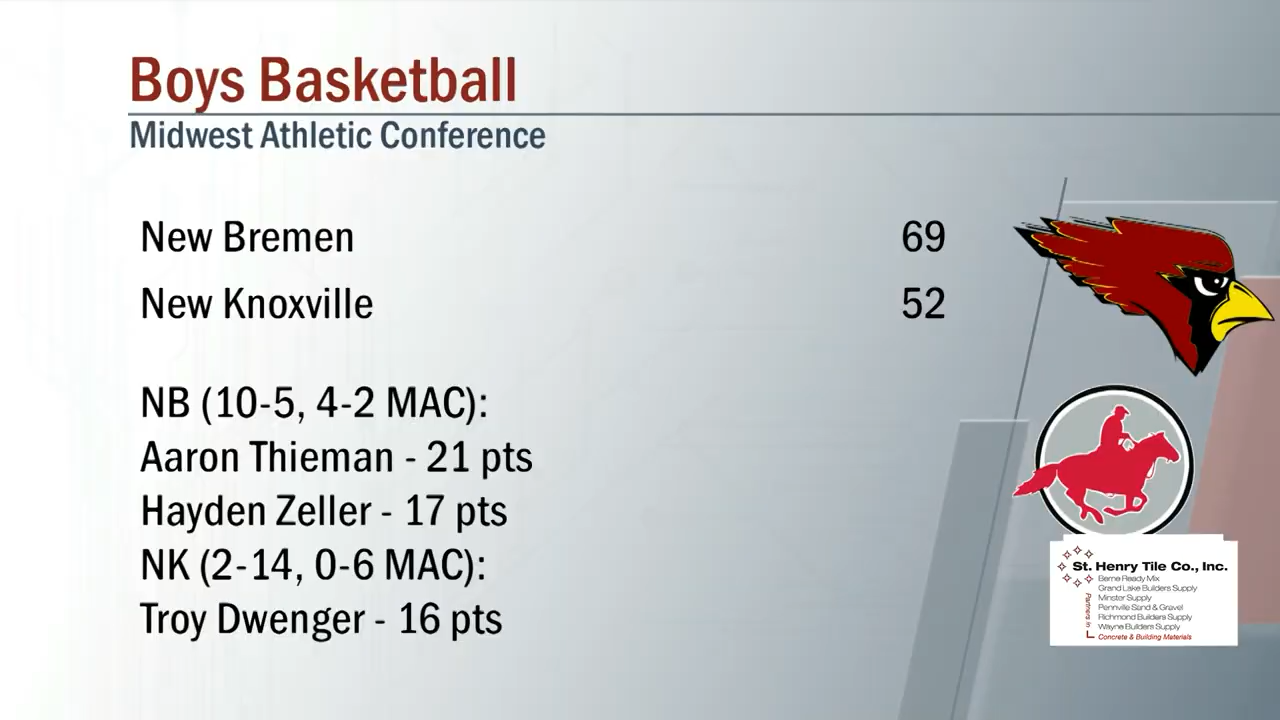 Boys Basketball
Midwest Athletic Conference
New Bremen 69
New Knoxville 52
NB (10-5, 4-2 MAC):
Aaron Thieman - 21 pts
Hayden Zeller - 17 pts
NK (2-14, 0-6 MAC):
Troy Dwenger - 16 pts
St. Henry Tile Co., Inc.
Berne Ready Mix
Grand Lake Builders Supply
Minster Supply
Pennville Sand & Gravel
Richmond Builders Supply
Wayne Builders Supply
Partners in
Concrete & Building Materials